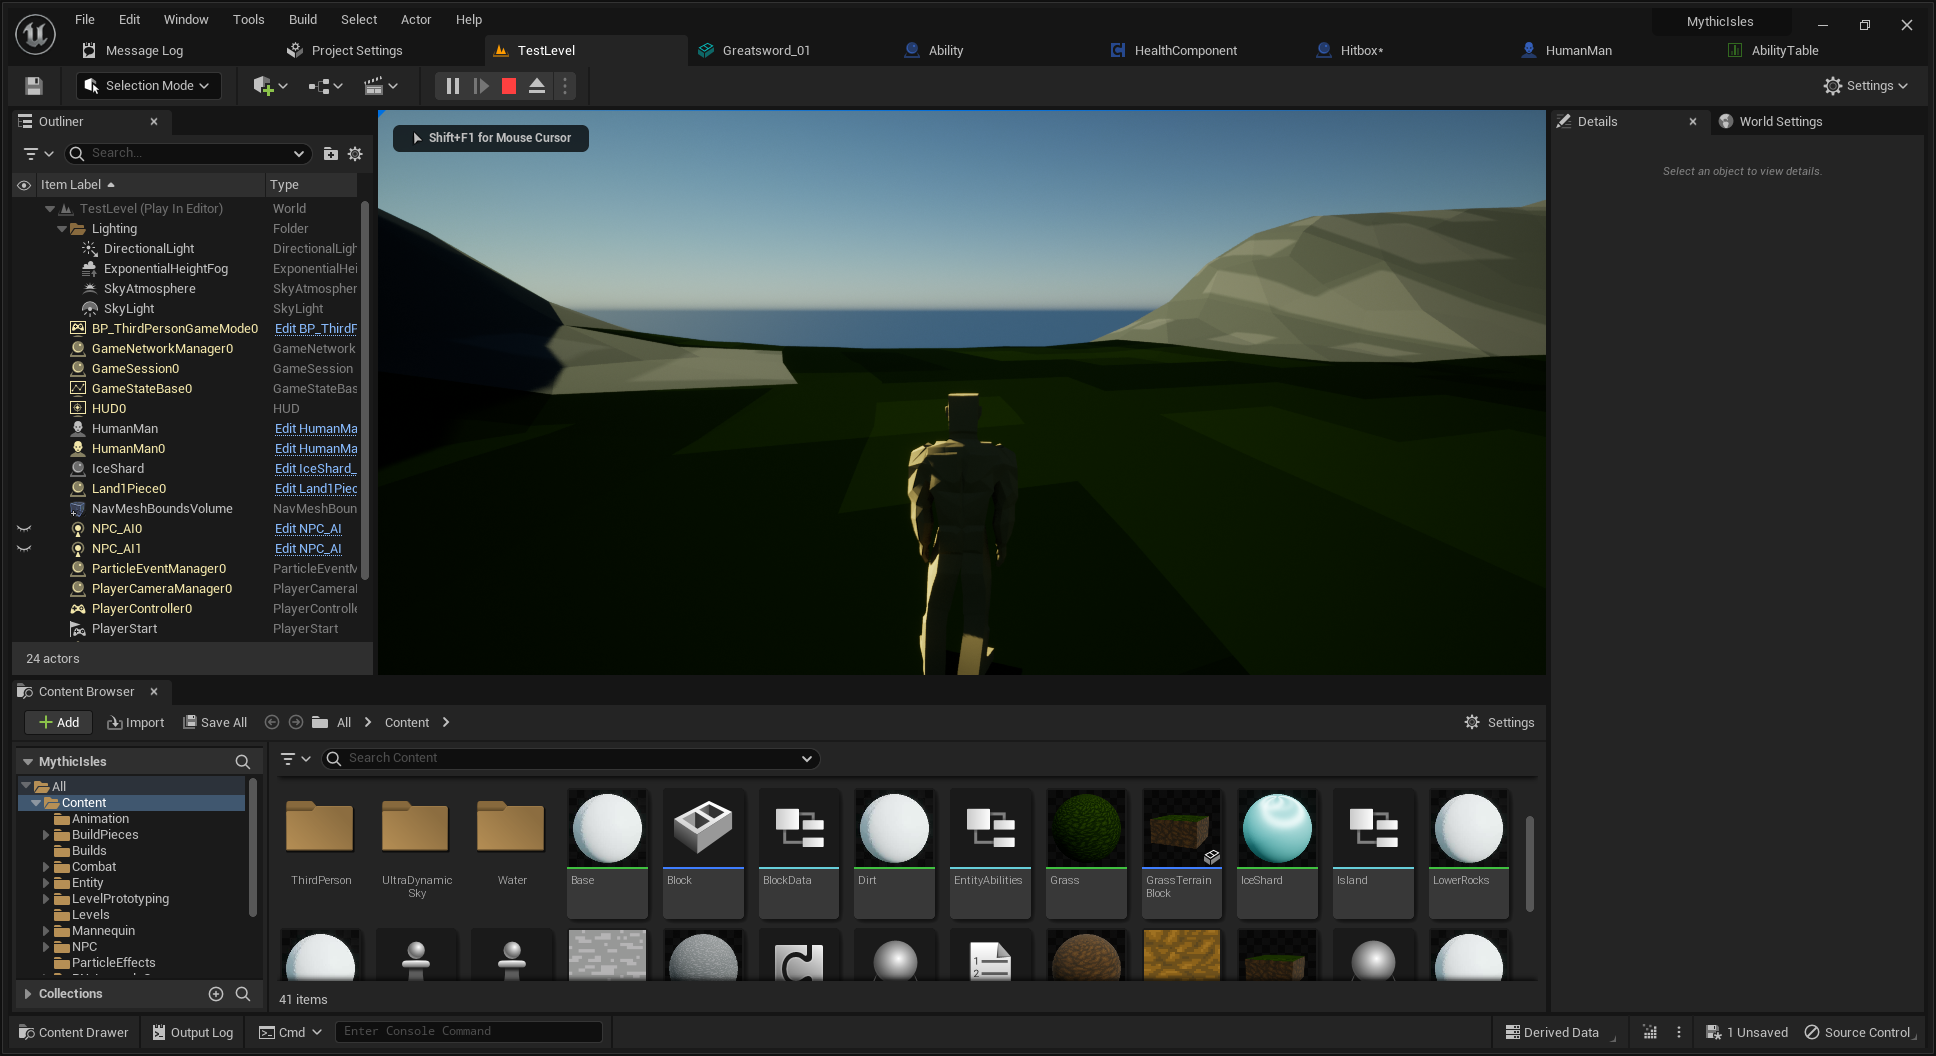 File Edit Window Tools Build Select Actor Help
MythicIsles
Message Log
Project Settings
TestLevel
Greatsword_01
Ability
HealthComponent
Hitbox*
HumanMan
AbilityTable
Selection Mode
Settings
Outliner
Search...
Item Label Type
TestLevel (Play In Editor) World
Lighting Folder
DirectionalLight DirectionalLigh
ExponentialHeightFog ExponentialHei
SkyAtmosphere SkyAtmospher
SkyLight SkyLight
BP_ThirdPersonGameMode0 Edit BP_ThirdP
GameNetworkManager0 GameNetwork
GameSession0 GameSession
GameStateBase0 GameStateBas
HUD0 HUD
HumanMan Edit HumanMa
HumanMan0 Edit HumanMa
IceShard Edit IceShard_
Land1Piece0 Edit Land1Piec
NavMeshBoundsVolume NavMeshBoun
NPC_AI0 Edit NPC_AI
NPC_AI1 Edit NPC_AI
ParticleEventManager0 ParticleEventM
PlayerCameraManager0 PlayerCameral
PlayerController0 PlayerControlle
PlayerStart PlayerStart
24 actors
Shift+F1 for Mouse Cursor
Details
World Settings
Select an object to view details.
Content Browser
Add Import Save All All Content
Settings
MythicIsles
All
Content
Animation
BuildPieces
Builds
Combat
Entity
LevelPrototyping
Levels
Mannequin
NPC
ParticleEffects
Collections
Search Content
ThirdPerson
UltraDynamic
Sky
Water
Base
Block
BlockData
Dirt
EntityAbilities
Grass
GrassTerrain
Block
IceShard
Island
LowerRocks
1
2
41 items
Content Drawer
Output Log
Cmd
Enter Console Command
Derived Data
1 Unsaved
Source Control